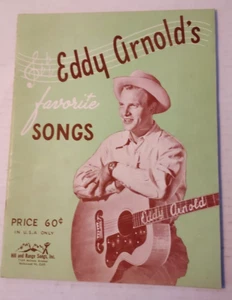 Eddy Arnold's
favorite
SONGS
Eddy Arnold
PRICE 60¢
IN U.S.A. ONLY
Hill and Range Songs, Inc.